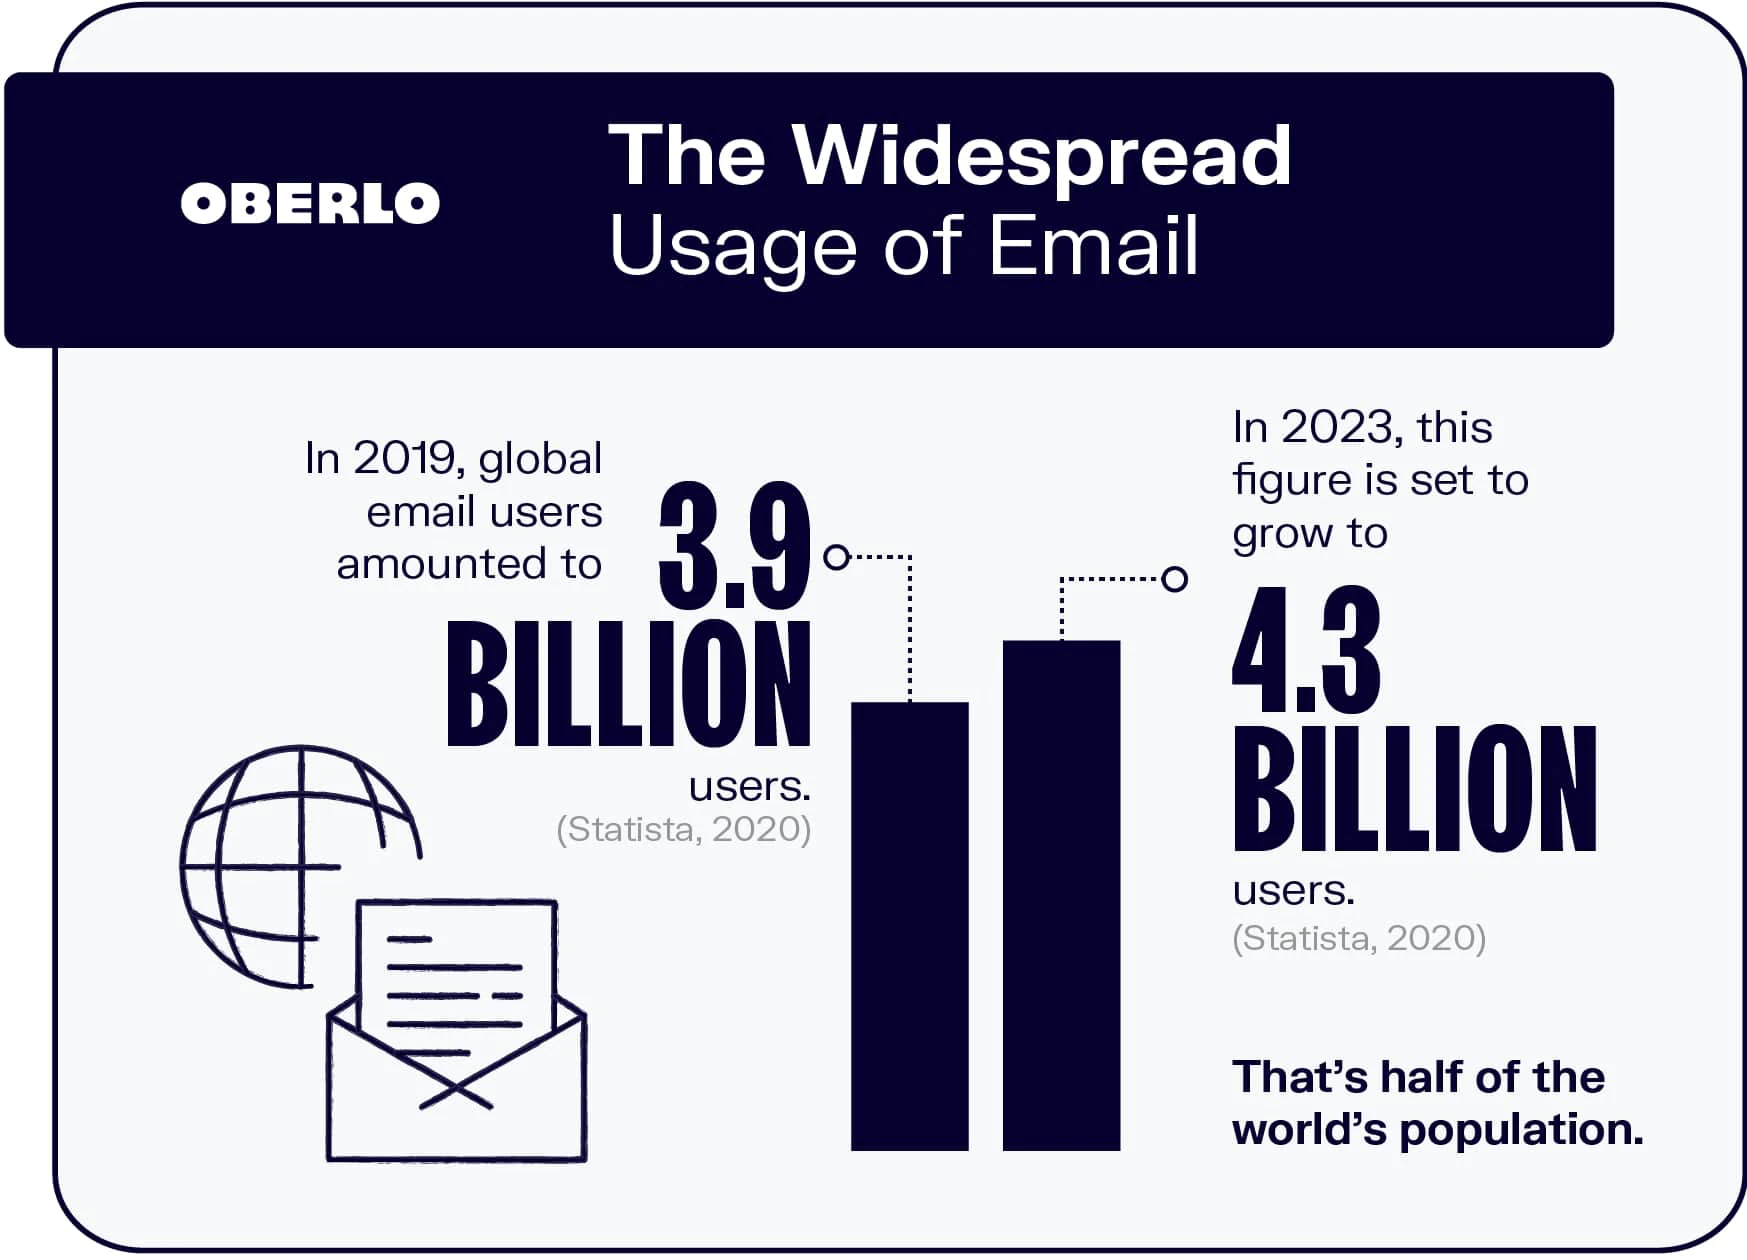 OBERLO
The Widespread
Usage of Email
In 2019, global
email users
amounted to
3.9
BILLION
users.
(Statista, 2020)
In 2023, this
figure is set to
grow to
4.3
BILLION
users.
(Statista, 2020)
That's half of the
world's population.